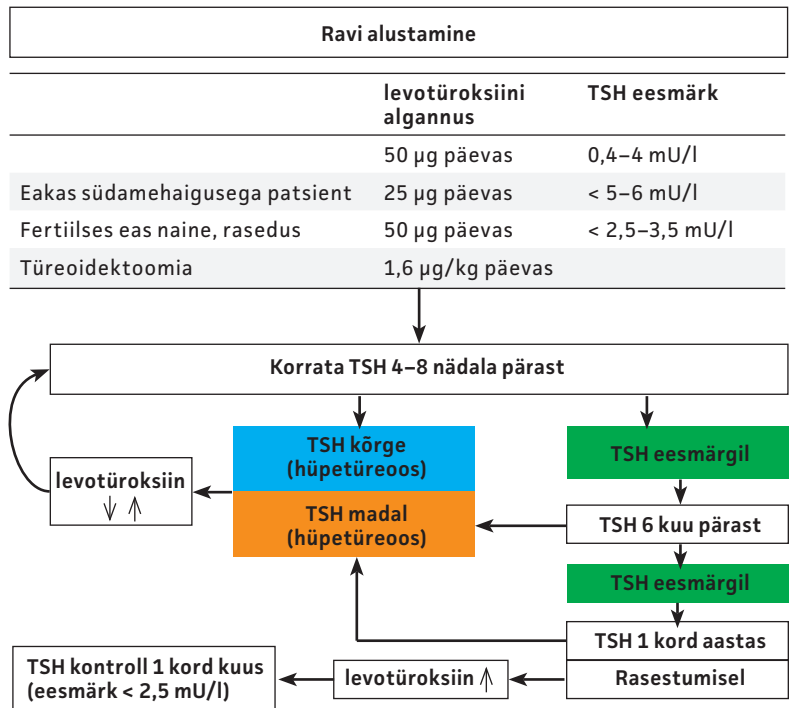 Ravi alustamine
levotüroksiini algannus TSH eesmärk
50 µg päevas 0,4–4 mU/l
Eakas südamehaigusega patsient 25 µg päevas < 5–6 mU/l
Fertiilses eas naine, rasedus 50 µg päevas < 2,5–3,5 mU/l
Türeoidektoomia 1,6 µg/kg päevas
Korrata TSH 4–8 nädala pärast
TSH kõrge
(hüpetüreoos)
TSH eesmärgil
levotüroksiin
↓ ↑
TSH madal
(hüpetüreoos)
TSH 6 kuu pärast
TSH eesmärgil
TSH 1 kord aastas
Rasestumisel
levotüroksiin ↑
TSH kontroll 1 kord kuus
(eesmärk < 2,5 mU/l)